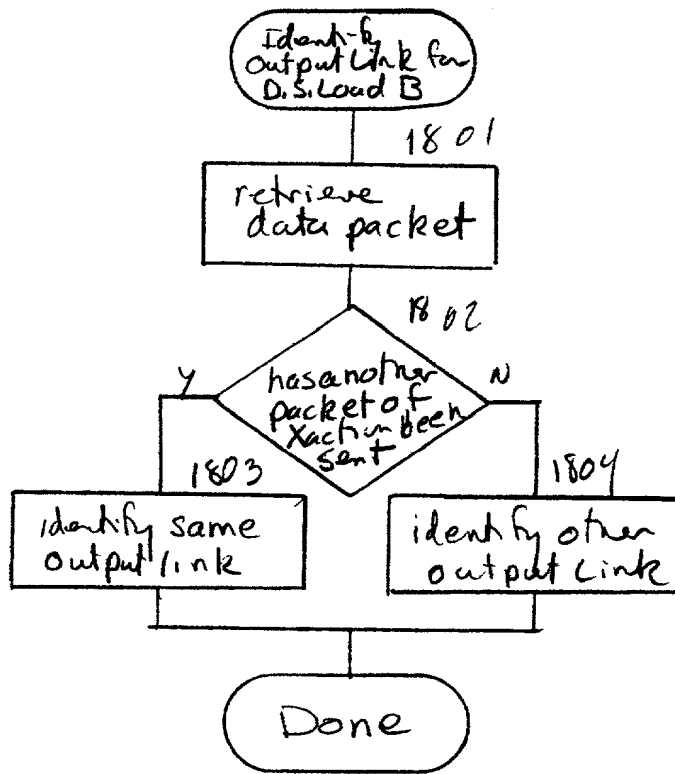 Identify
Output Link for
D.S. Load B
1801
retrieve
data packet
1802
has another
packet of
Xaction been
sent
Y
N
1803
identify same
output link
1804
identify other
output link
Done